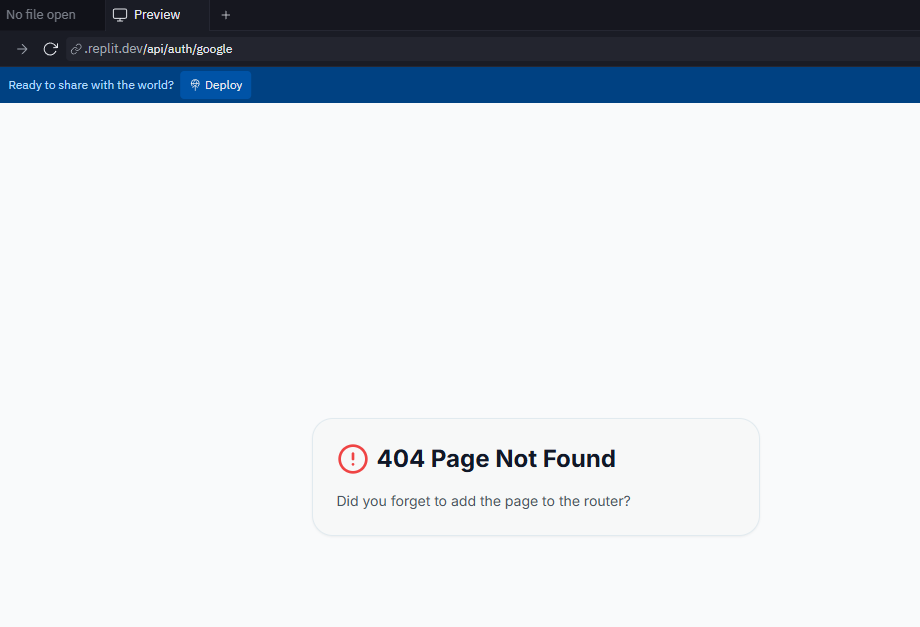 No file open
Preview
.replit.dev/api/auth/google
Ready to share with the world?
Deploy
404 Page Not Found
Did you forget to add the page to the router?